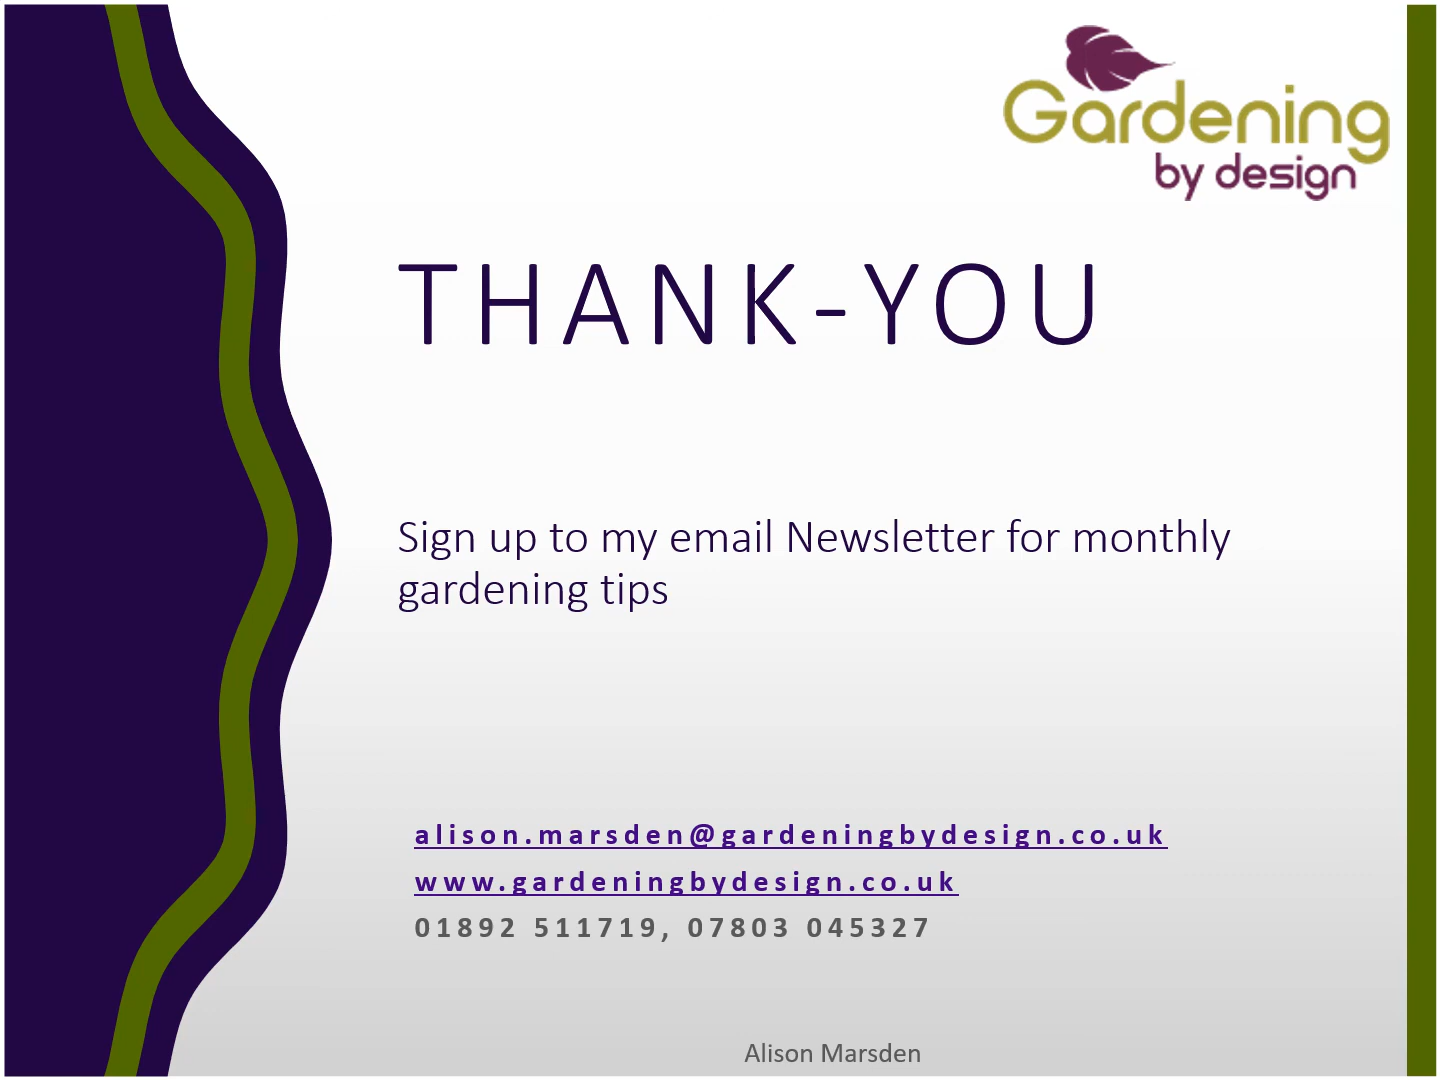 Gardening
by design
THANK-YOU
Sign up to my email Newsletter for monthly
gardening tips
alison.marsden@gardeningbydesign.co.uk
www.gardeningbydesign.co.uk
01892 511719, 07803 045327
Alison Marsden